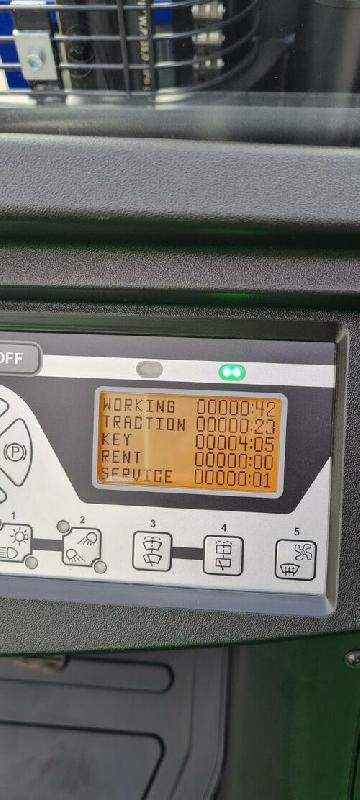 OFF
WORKING 00000:42
TRACTION 00000:23
KEY 00004:05
RENT 00000:00
SERVICE 00000:01
(P)
1 2 3 4 5